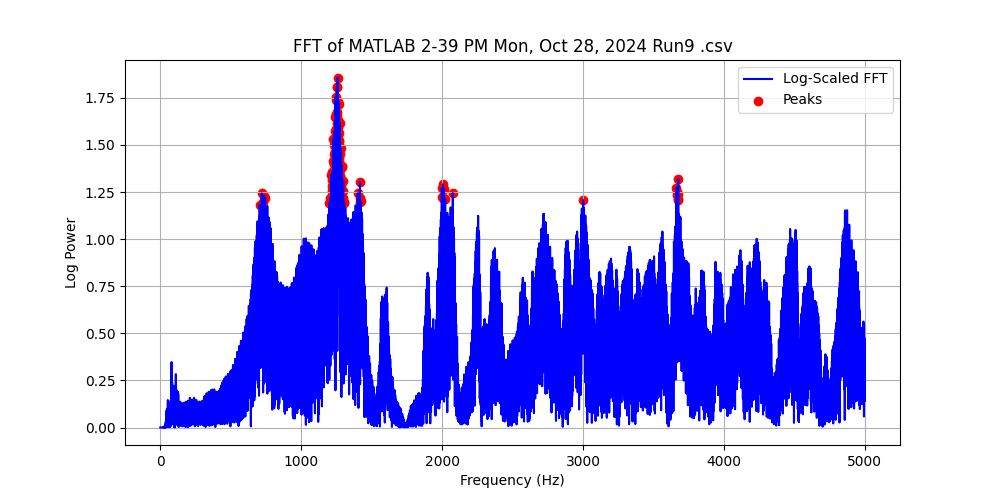 FFT of MATLAB 2-39 PM Mon, Oct 28, 2024 Run9 .csv
Log-Scaled FFT
Peaks
1.75
1.50
1.25
1.00
0.75
0.50
0.25
0.00
Log Power
0 1000 2000 3000 4000 5000
Frequency (Hz)